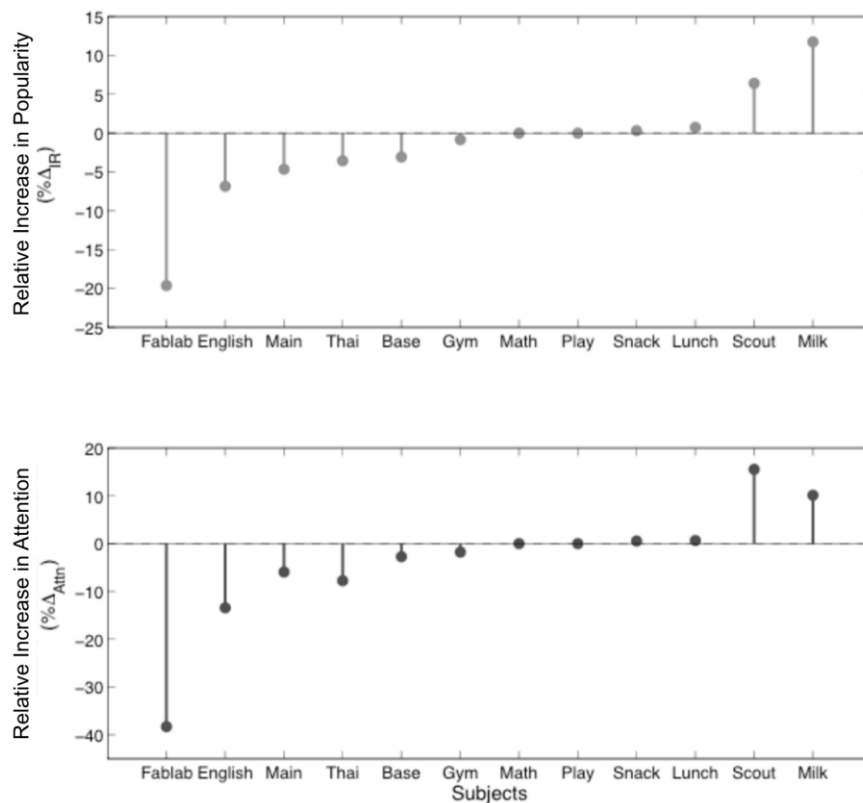 Relative Increase in Popularity
(%Δ_IR)
15
10
5
0
−5
−10
−15
−20
−25
Fablab English Main Thai Base Gym Math Play Snack Lunch Scout Milk
Relative Increase in Attention
(%Δ_Attn)
20
10
0
−10
−20
−30
−40
Fablab English Main Thai Base Gym Math Play Snack Lunch Scout Milk
Subjects